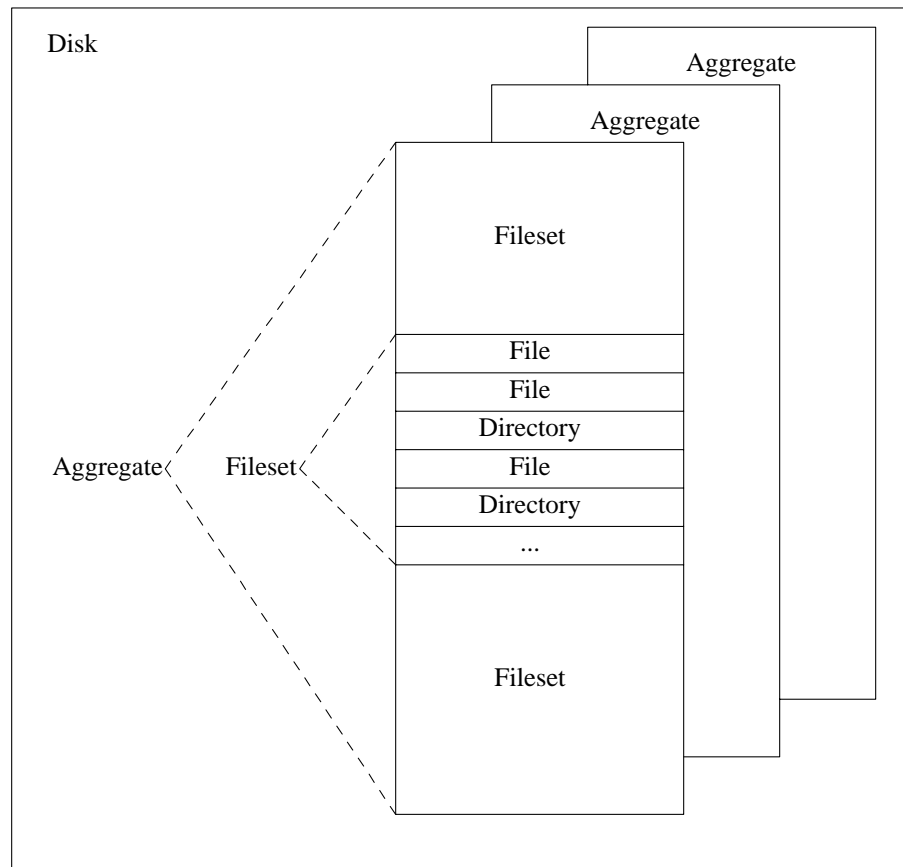 Disk
Aggregate
Aggregate
Fileset
File
File
Directory
Aggregate
Fileset
File
Directory
...
Fileset